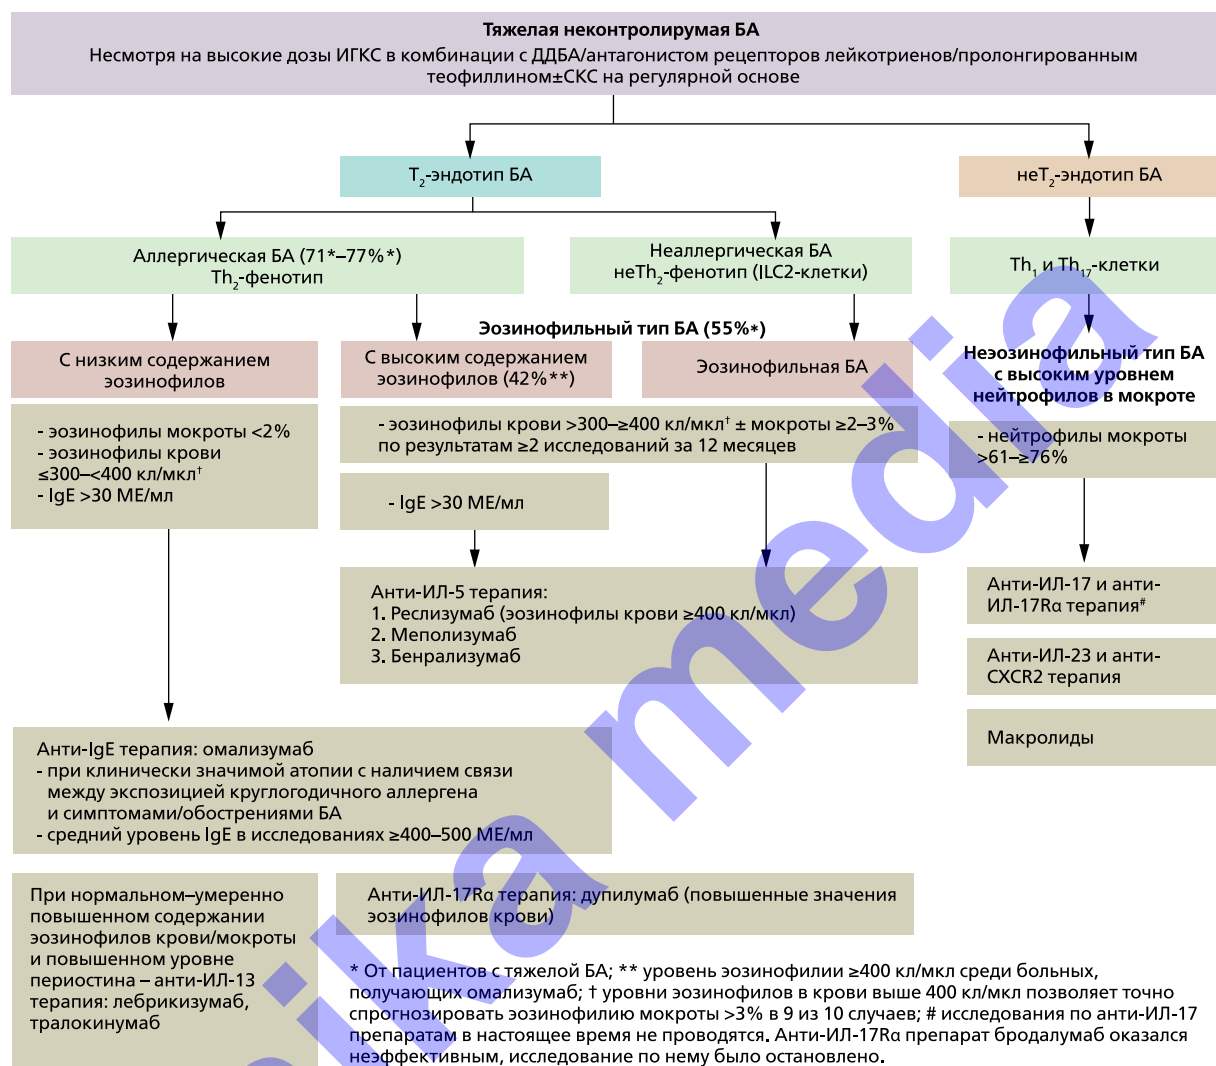 Тяжелая неконтролирумая БА
Несмотря на высокие дозы ИГКС в комбинации с ДДБА/антагонистом рецепторов лейкотриенов/пролонгированным
теофиллином±СКС на регулярной основе
T2-эндотип БА
неT2-эндотип БА
Аллергическая БА (71*–77%*)
Th2-фенотип
Неаллергическая БА
неTh2-фенотип (ILC2-клетки)
Th1 и Th17-клетки
Эозинофильный тип БА (55%*)
С низким содержанием
эозинофилов
С высоким содержанием
эозинофилов (42%**)
Эозинофильная БА
Неэозинофильный тип БА
с высоким уровнем
нейтрофилов в мокроте
- эозинофилы мокроты <2%
- эозинофилы крови
≤300–<400 кл/мкл†
- IgE >30 МЕ/мл
- эозинофилы крови >300–≥400 кл/мкл† ± мокроты ≥2–3%
по результатам ≥2 исследований за 12 месяцев
- нейтрофилы мокроты
>61–≥76%
- IgE >30 МЕ/мл
Анти-ИЛ-5 терапия:
1. Реслизумаб (эозинофилы крови ≥400 кл/мкл)
2. Меполизумаб
3. Бенрализумаб
Анти-ИЛ-17 и анти-
ИЛ-17Rα терапия#
Анти-ИЛ-23 и анти-
CXCR2 терапия
Макролиды
Анти-IgE терапия: омализумаб
- при клинически значимой атопии с наличием связи
между экспозицией круглогодичного аллергена
и симптомами/обострениями БА
- средний уровень IgE в исследованиях ≥400–500 МЕ/мл
При нормальном–умеренно
повышенном содержании
эозинофилов крови/мокроты
и повышенном уровне
периостина – анти-ИЛ-13
терапия: лебрикизумаб,
тралокинумаб
Анти-ИЛ-17Rα терапия: дупилумаб (повышенные значения
эозинофилов крови)
* От пациентов с тяжелой БА; ** уровень эозинофилии ≥400 кл/мкл среди больных,
получающих омализумаб; † уровни эозинофилов в крови выше 400 кл/мкл позволяет точно
спрогнозировать эозинофилию мокроты >3% в 9 из 10 случаев; # исследования по анти-ИЛ-17
препаратам в настоящее время не проводятся. Анти-ИЛ-17Rα препарат бродалумаб оказался
неэффективным, исследование по нему было остановлено.
media